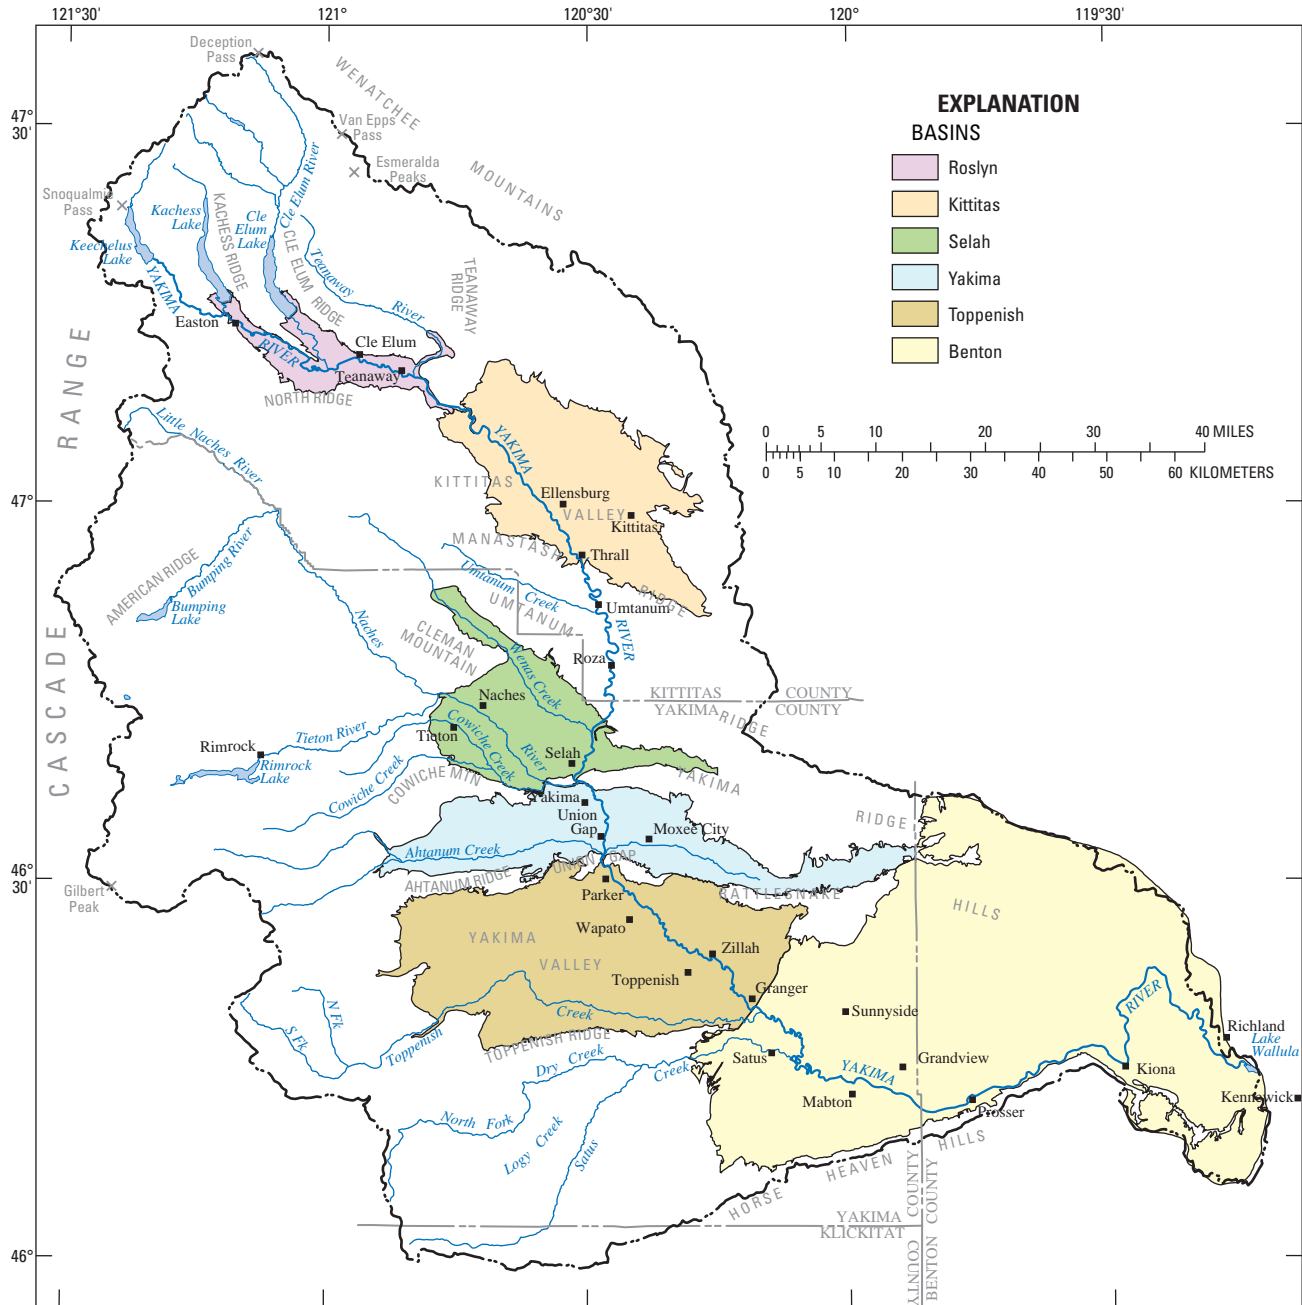 121°30'
121°
120°30'
120°
119°30'
47°
30'
47°
46°
30'
46°
EXPLANATION
BASINS
Roslyn
Kittitas
Selah
Yakima
Toppenish
Benton
0 5 10 20 30 40 MILES
0 5 10 20 30 40 50 60 KILOMETERS
Deception
Pass
WENATCHEE
MOUNTAINS
Van Epps
Pass
Esmeralda
Peaks
Snoqualmie
Pass
Kachess
Lake
KACHESS RIDGE
Cle
Elum
Lake
Cle Elum River
CLE ELUM RIDGE
Keechelus
Lake
YAKIMA
RIVER
Teanaway
River
TEANAWAY
RIDGE
Easton
Cle Elum
Teanaway
NORTH RIDGE
CASCADE
RANGE
Little Naches River
YAKIMA
KITTITAS
VALLEY
Ellensburg
Kittitas
MANASTASH
RIDGE
Thrall
AMERICAN RIDGE
Bumping River
Bumping
Lake
Umtanum Creek
UMTANUM
RIDGE
Umtanum
RIVER
Naches
CLEMAN
MOUNTAIN
Wenas Creek
Roza
KITTITAS COUNTY
YAKIMA COUNTY
Naches
Tieton
Tieton River
Rimrock
Rimrock
Lake
Cowiche Creek
Cowiche Creek
River
COWICHE MTN
Selah
YAKIMA
RIDGE
Yakima
Union
Gap
Moxee City
Ahtanum Creek
AHTANUM RIDGE
UNION GAP
Gilbert
Peak
Parker
RATTLESNAKE
HILLS
Wapato
YAKIMA
VALLEY
Zillah
Toppenish
Granger
N Fk
S Fk
Toppenish
Creek
TOPPENISH RIDGE
Sunnyside
Satus
YAKIMA
Grandview
Mabton
Prosser
RIVER
Kiona
Richland
Lake
Wallula
Kennewick
Dry Creek
North Fork
Logy Creek
Satus
Creek
HORSE HEAVEN HILLS
YAKIMA COUNTY
KLICKITAT COUNTY
BENTON COUNTY